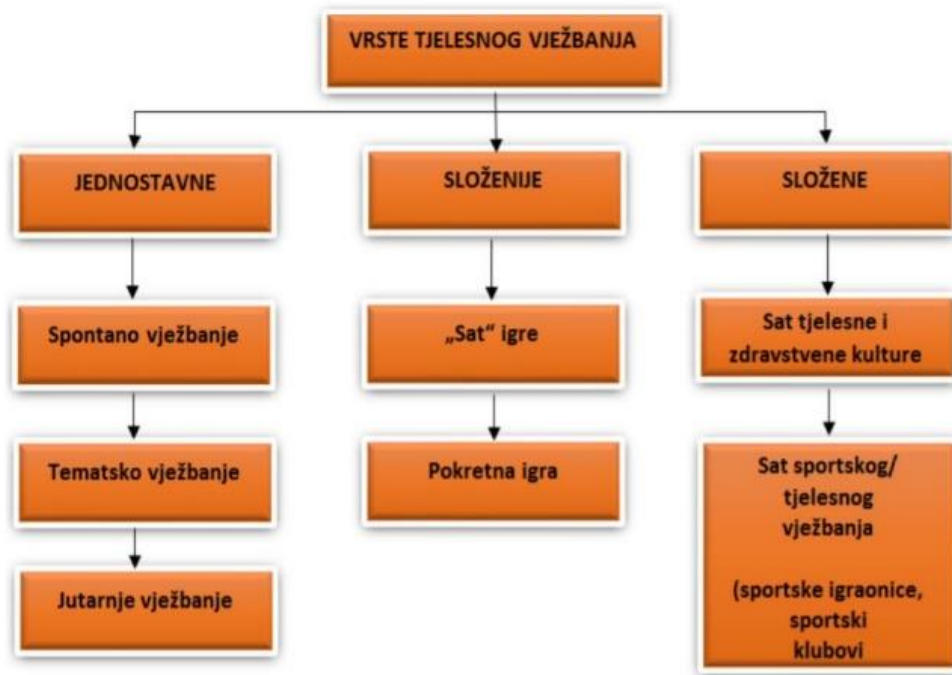 VRSTE TJELESNOG VJEŽBANJA
JEDNOSTAVNE
SLOŽENIJE
SLOŽENE
Spontano vježbanje
„Sat“ igre
Sat tjelesne i
zdravstvene kulture
Tematsko vježbanje
Pokretna igra
Sat sportskog/
tjelesnog
vježbanja
(sportske igraonice,
sportski
klubovi
Jutarnje vježbanje